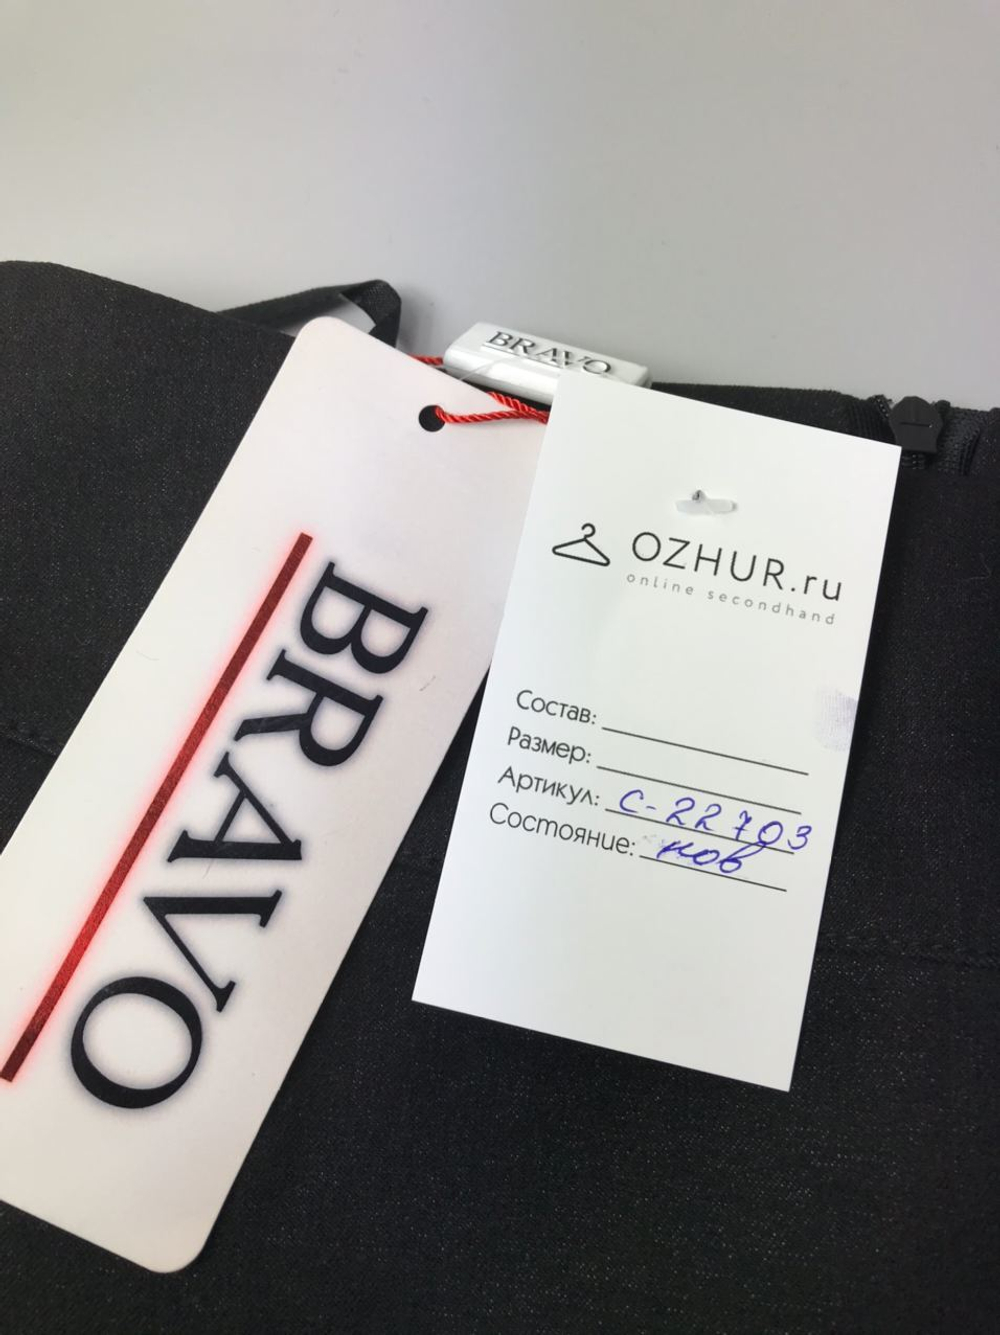 BRAVO
BRAVO
OZHUR.ru
online secondhand
Состав:
Размер:
Артикул: С-22703
Состояние: нов